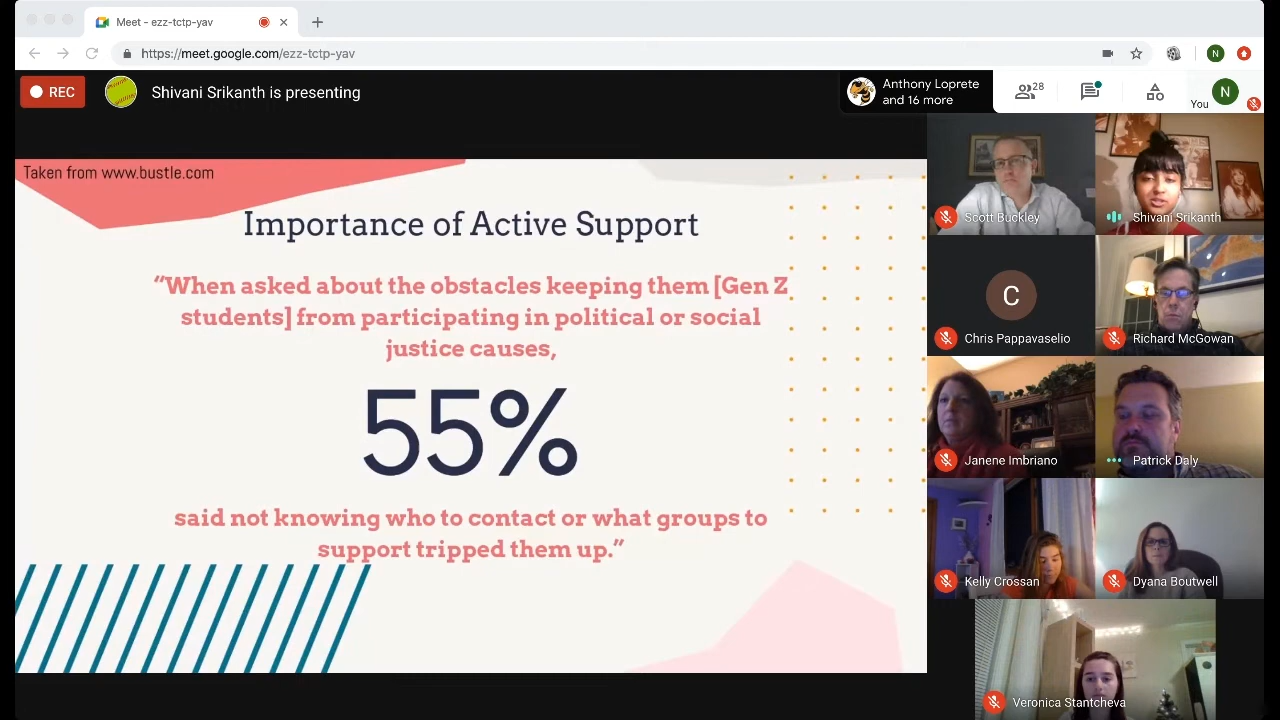 Meet - ezz-tctp-yav
https://meet.google.com/ezz-tctp-yav
N
REC
Shivani Srikanth is presenting
Anthony Loprete
and 16 more
28
You
N
Taken from www.bustle.com
Importance of Active Support
“When asked about the obstacles keeping them [Gen Z
students] from participating in political or social
justice causes,
55%
said not knowing who to contact or what groups to
support tripped them up.”
Scott Buckley
Shivani Srikanth
C
Chris Pappavaselio
Richard McGowan
Janene Imbriano
Patrick Daly
Kelly Crossan
Dyana Boutwell
Veronica Stantcheva